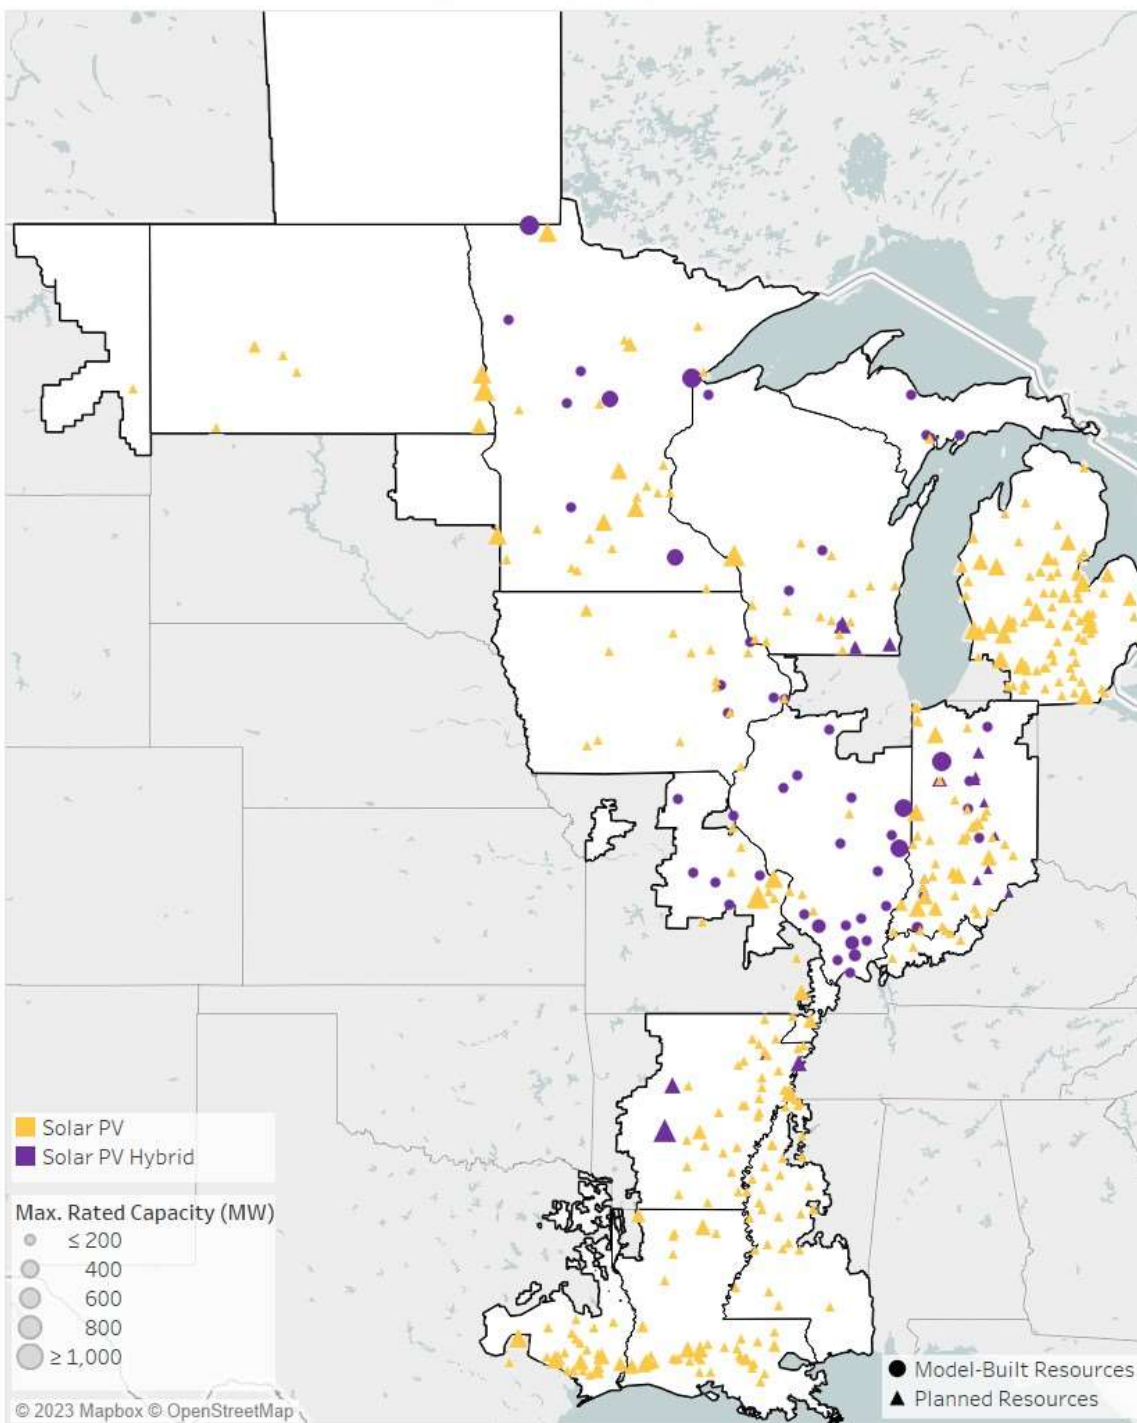 Solar PV
Solar PV Hybrid
Max. Rated Capacity (MW)
≤ 200
400
600
800
≥ 1,000
© 2023 Mapbox © OpenStreetMap
Model-Built Resources
Planned Resources